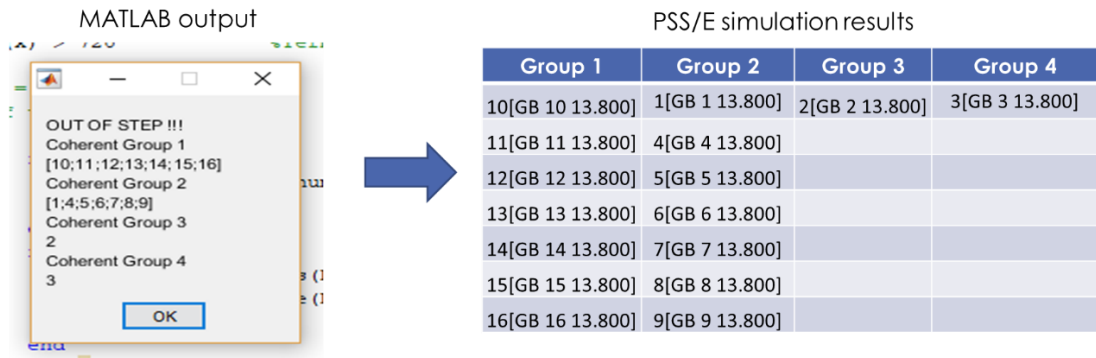 MATLAB output
PSS/E simulation results
OUT OF STEP !!!
Coherent Group 1
[10;11;12;13;14;15;16]
Coherent Group 2
[1;4;5;6;7;8;9]
Coherent Group 3
2
Coherent Group 4
3
OK
end
Group 1 Group 2 Group 3 Group 4
10[GB 10 13.800] 1[GB 1 13.800] 2[GB 2 13.800] 3[GB 3 13.800]
11[GB 11 13.800] 4[GB 4 13.800]
12[GB 12 13.800] 5[GB 5 13.800]
13[GB 13 13.800] 6[GB 6 13.800]
14[GB 14 13.800] 7[GB 7 13.800]
15[GB 15 13.800] 8[GB 8 13.800]
16[GB 16 13.800] 9[GB 9 13.800]